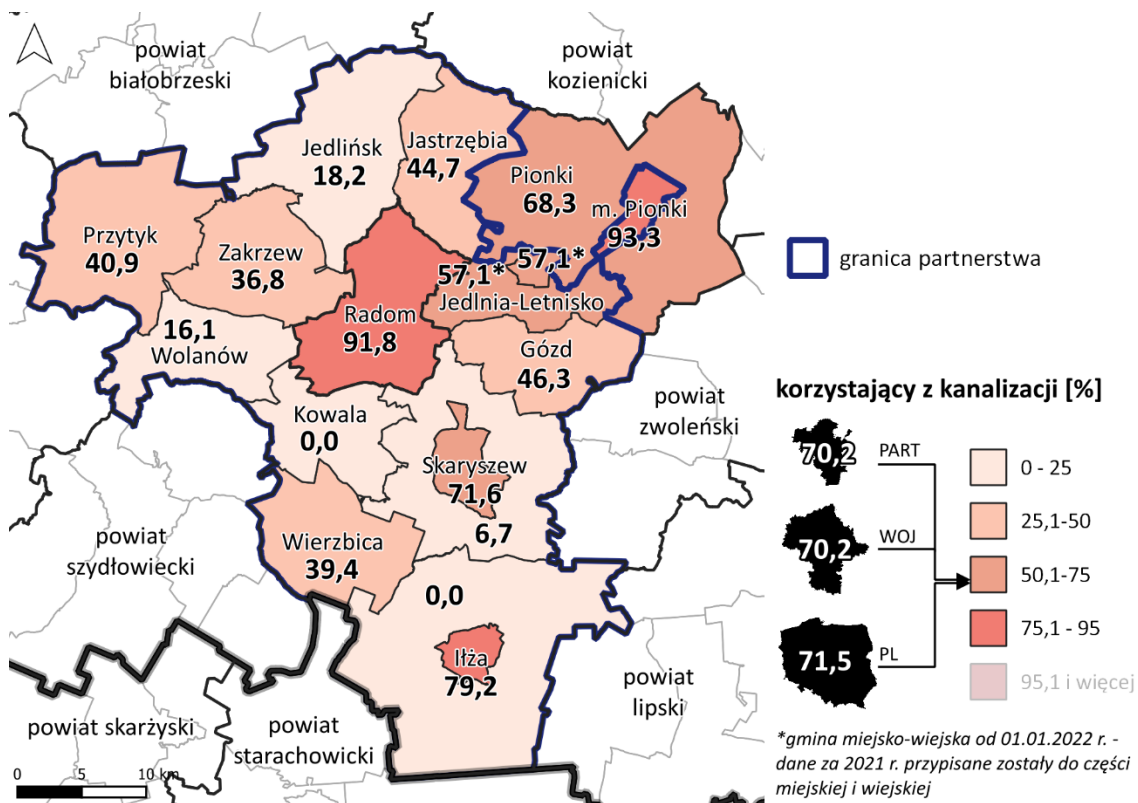 powiat
białobrzeski
powiat
kozienicki
Jedlińsk
18,2
Jastrzębia
44,7
Pionki
68,3
m. Pionki
93,3
Przytyk
40,9
Zakrzew
36,8
57,1*
57,1*
Jedlnia-Letnisko
Radom
91,8
16,1
Wolanów
Gózd
46,3
Kowala
0,0
powiat
zwoleński
Skaryszew
71,6
6,7
Wierzbica
39,4
powiat
szydłowiecki
0,0
Iłża
79,2
powiat
lipski
powiat skarżyski
powiat
starachowicki
0 5 10 km
granica partnerstwa
korzystający z kanalizacji [%]
70,2 PART
70,2 WOJ
71,5 PL
0 - 25
25,1-50
50,1-75
75,1 - 95
95,1 i więcej
*gmina miejsko-wiejska od 01.01.2022 r. -
dane za 2021 r. przypisane zostały do części
miejskiej i wiejskiej